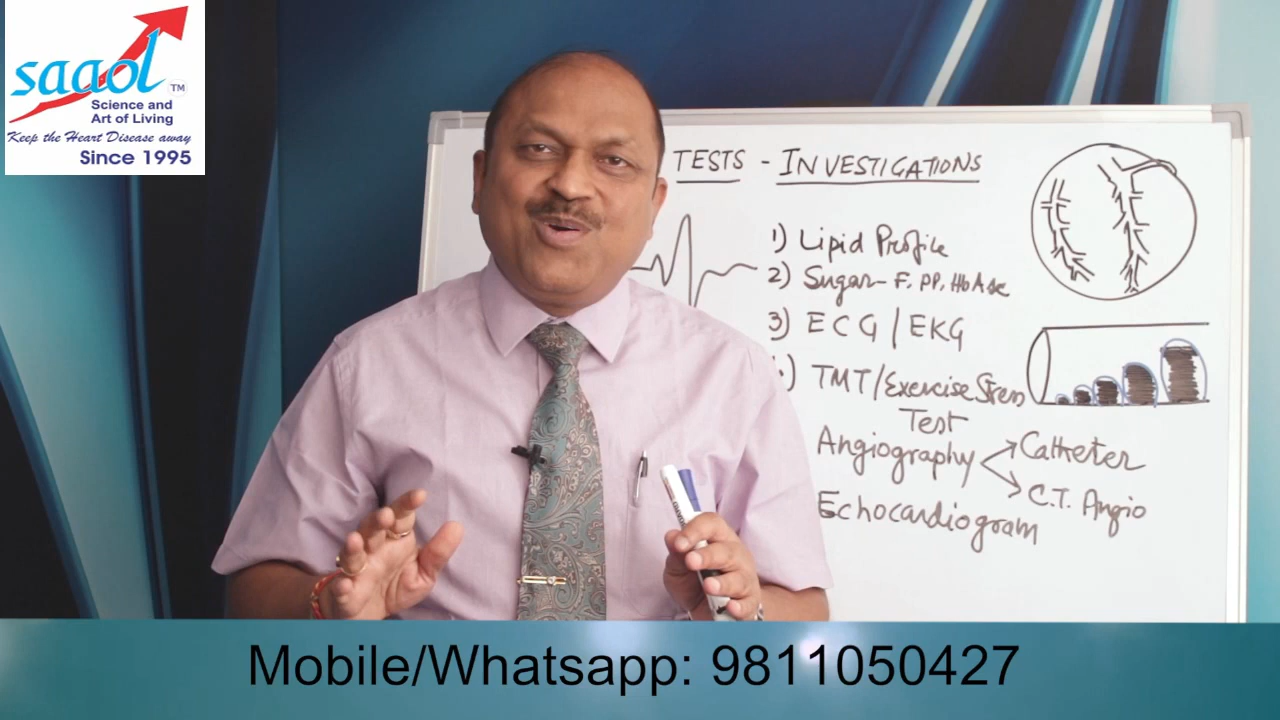 saaol TM
Science and
Art of Living
Keep the Heart Disease away
Since 1995
TESTS - INVESTIGATIONS
1) Lipid Profile
2) Sugar - F, PP, HbA1c
3) ECG / EKG
) TMT/Exercise Stress
Test
Angiography
Catheter
C.T. Angio
Echocardiogram
Mobile/Whatsapp: 9811050427